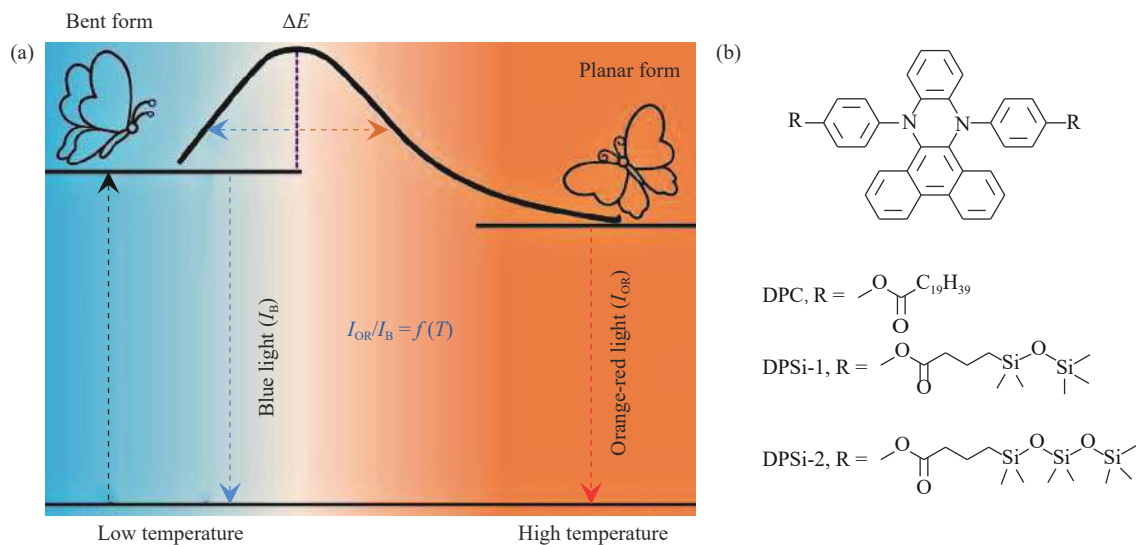 (a)
Bent form
ΔE
Planar form
Blue light (I_B)
I_OR/I_B = f (T)
Orange-red light (I_OR)
Low temperature
High temperature
(b)
R
N
N
R
DPC, R =
O
C₁₉H₃₉
O
DPSi-1, R =
O
O
Si
O
Si
DPSi-2, R =
O
O
Si
O
Si
O
Si